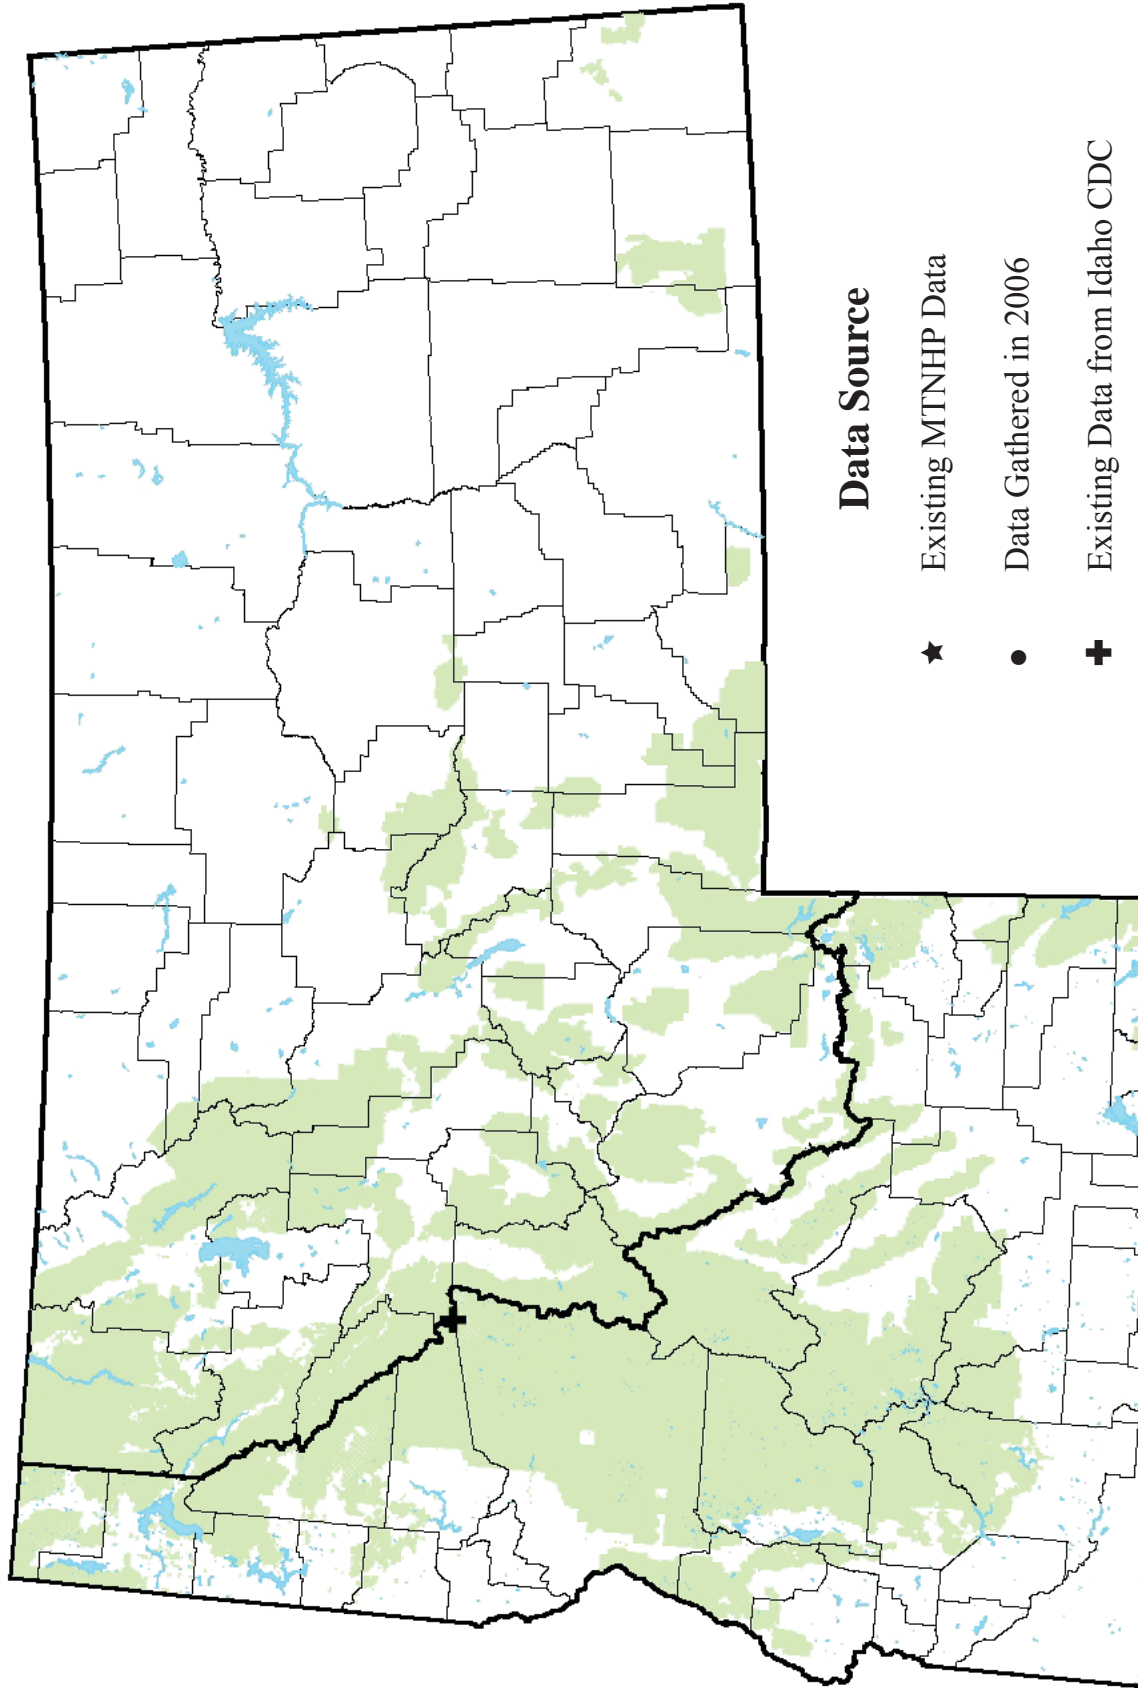 Data Source
Existing MTNHP Data
Data Gathered in 2006
Existing Data from Idaho CDC